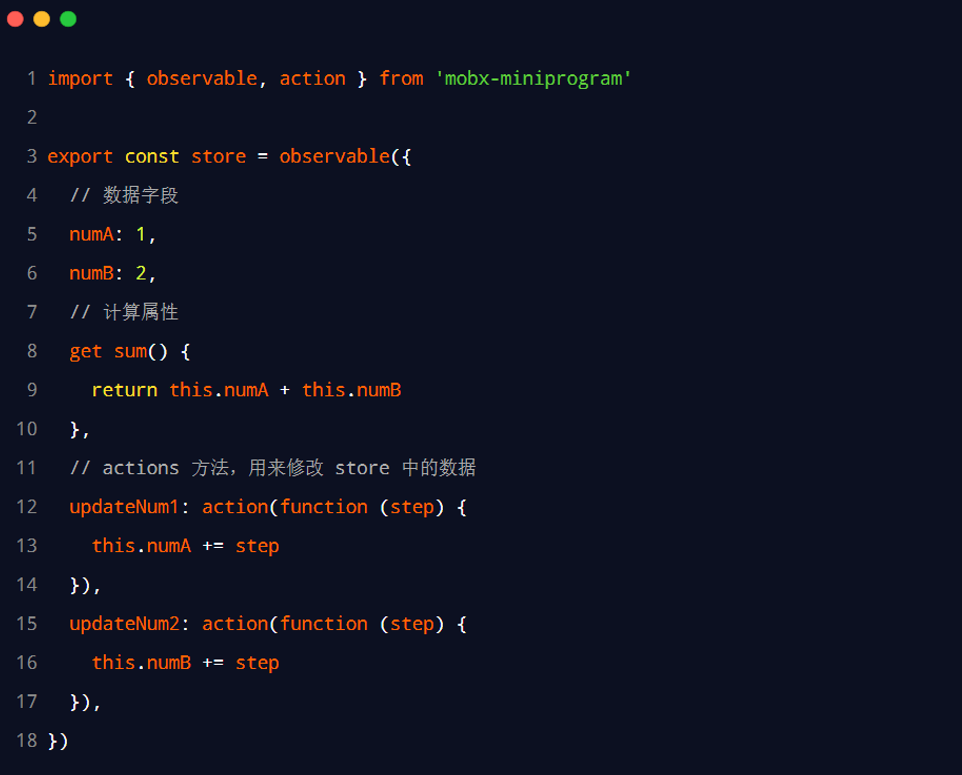 1 import { observable, action } from 'mobx-miniprogram'
2
3 export const store = observable({
4   // 数据字段
5   numA: 1,
6   numB: 2,
7   // 计算属性
8   get sum() {
9     return this.numA + this.numB
10   },
11   // actions 方法，用来修改 store 中的数据
12   updateNum1: action(function (step) {
13     this.numA += step
14   }),
15   updateNum2: action(function (step) {
16     this.numB += step
17   }),
18 })